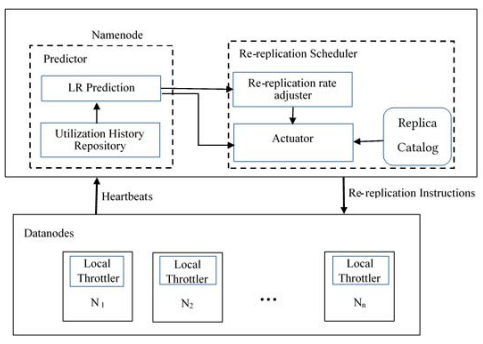 Namenode
Predictor
LR Prediction
Utilization History
Repository
Re-replication Scheduler
Re-replication rate
adjuster
Actuator
Replica
Catalog
Heartbeats
Re-replication Instructions
Datanodes
Local
Throttler
N1
Local
Throttler
N2
...
Local
Throttler
Nn